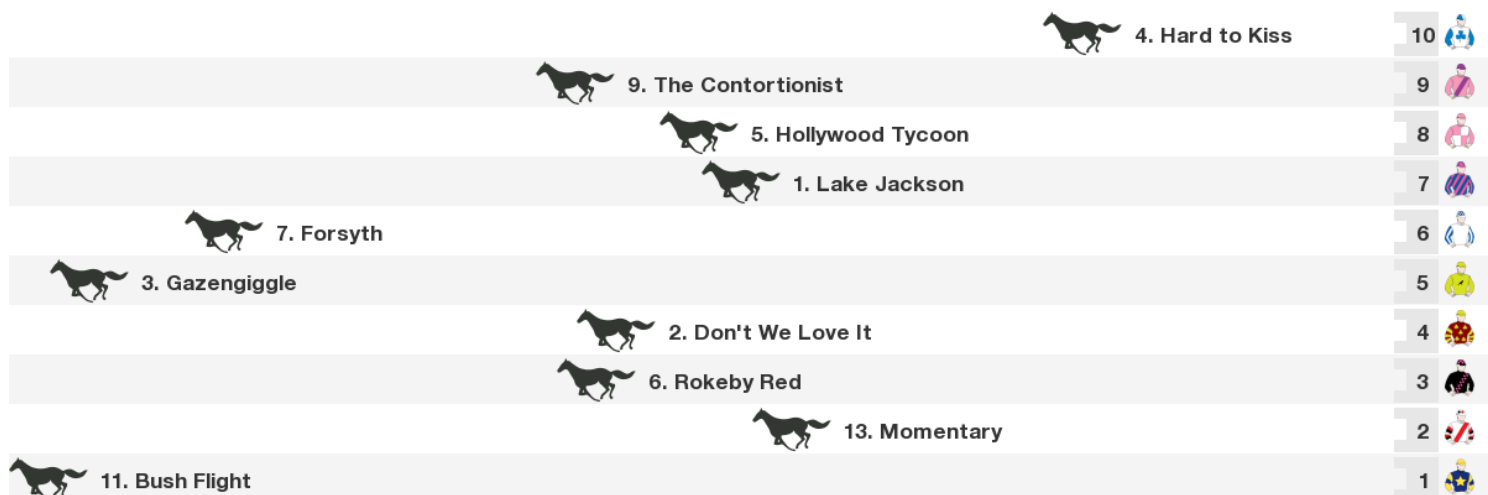 4. Hard to Kiss 10
9. The Contortionist 9
5. Hollywood Tycoon 8
1. Lake Jackson 7
7. Forsyth 6
3. Gazengiggle 5
2. Don't We Love It 4
6. Rokeby Red 3
13. Momentary 2
11. Bush Flight 1